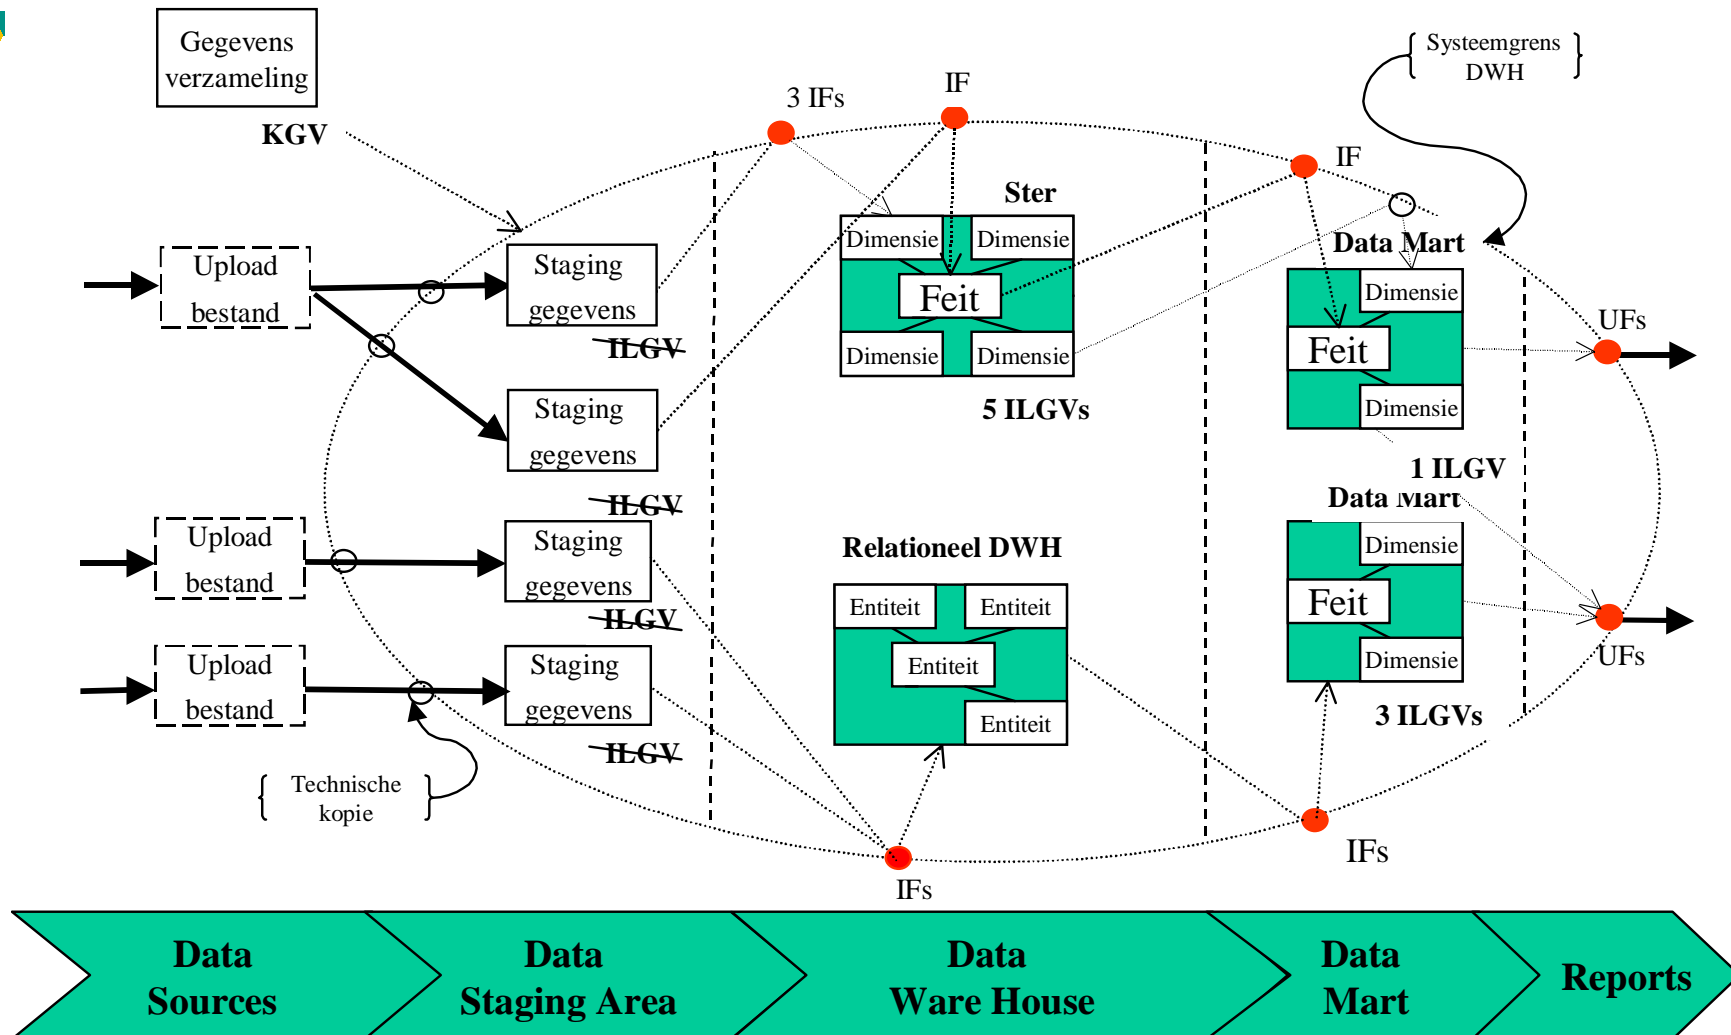 Gegevens
verzameling
KGV
3 IFs
IF
IF
Systeemgrens
DWH
Ster
Dimensie
Dimensie
Feit
Dimensie
Dimensie
5 ILGVs
Data Mart
Dimensie
Feit
Dimensie
1 ILGV
UFs
Upload
bestand
Staging
gegevens
ILGV
Staging
gegevens
ILGV
Upload
bestand
Staging
gegevens
ILGV
Upload
bestand
Staging
gegevens
ILGV
Technische
kopie
Relationeel DWH
Entiteit
Entiteit
Entiteit
Entiteit
IFs
Data Mart
Dimensie
Feit
Dimensie
3 ILGVs
UFs
IFs
Data
Sources
Data
Staging Area
Data
Ware House
Data
Mart
Reports